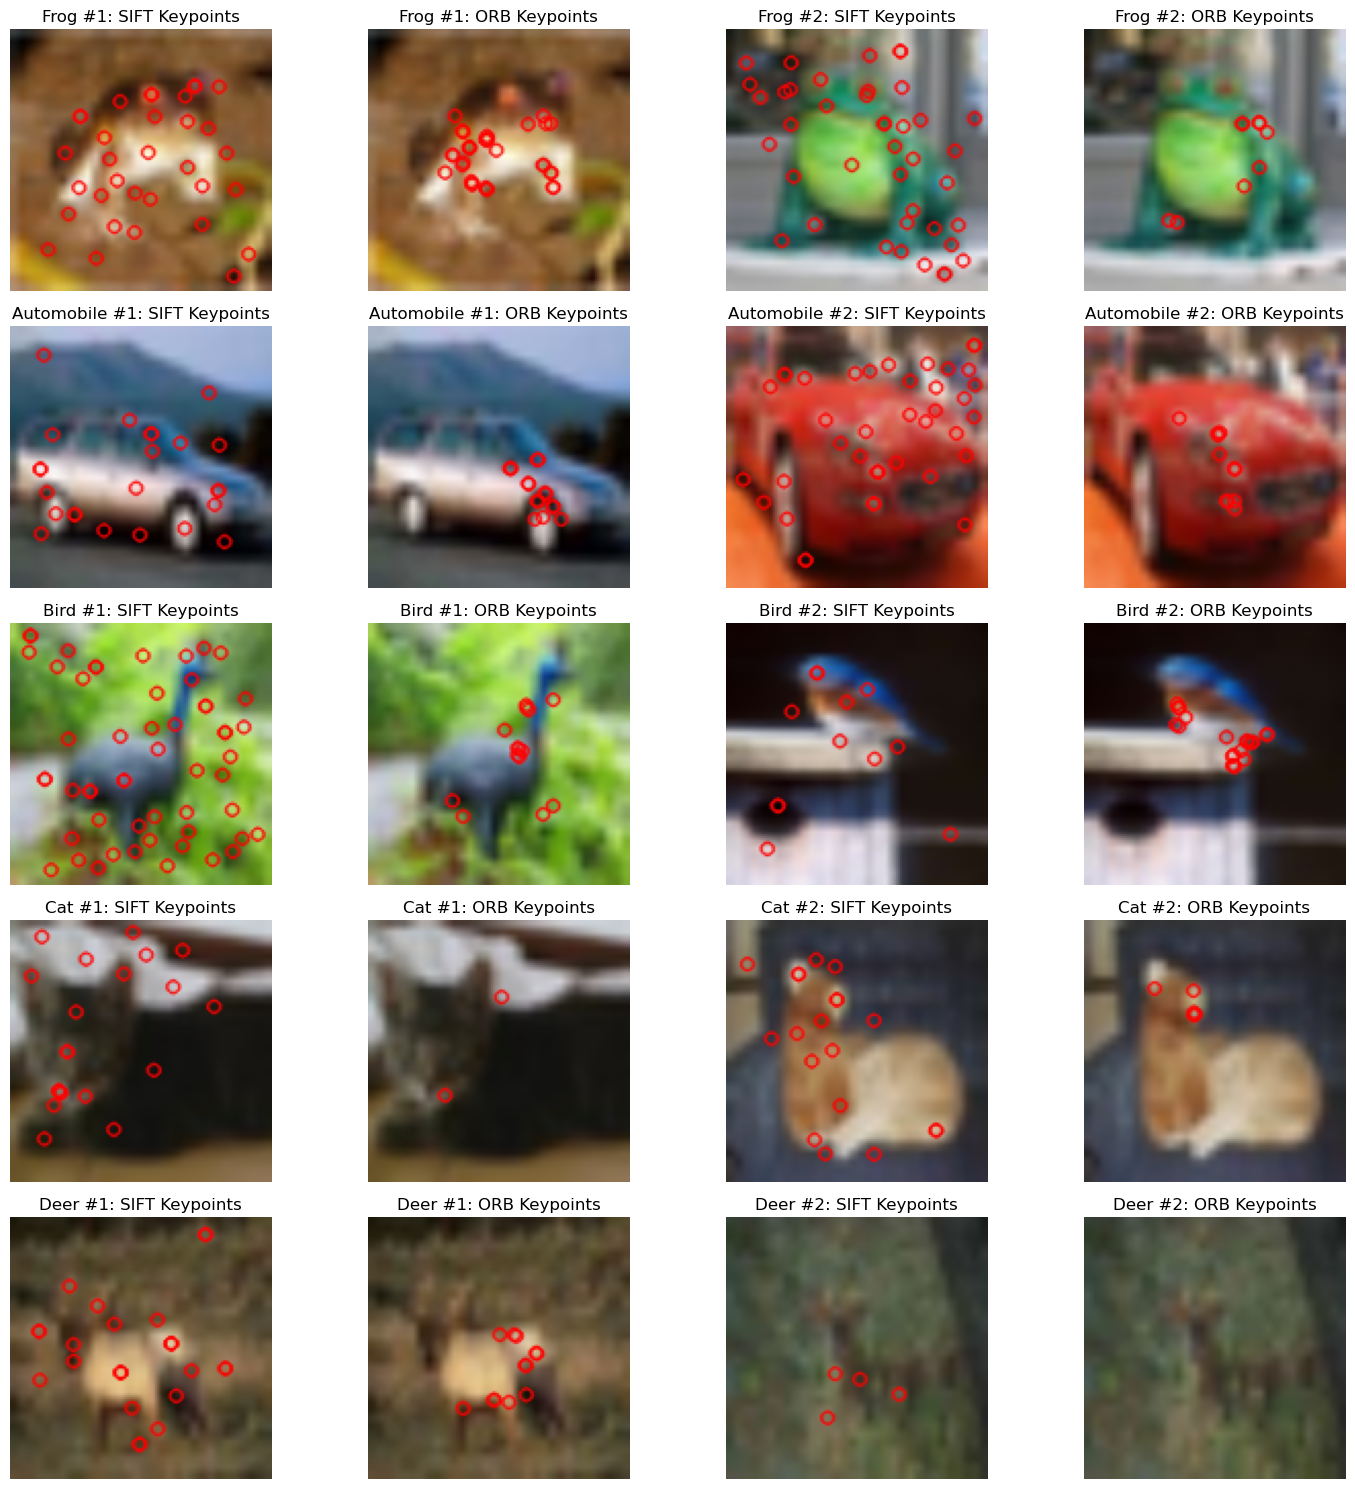 Frog #1: SIFT Keypoints
Frog #1: ORB Keypoints
Frog #2: SIFT Keypoints
Frog #2: ORB Keypoints
Automobile #1: SIFT Keypoints
Automobile #1: ORB Keypoints
Automobile #2: SIFT Keypoints
Automobile #2: ORB Keypoints
Bird #1: SIFT Keypoints
Bird #1: ORB Keypoints
Bird #2: SIFT Keypoints
Bird #2: ORB Keypoints
Cat #1: SIFT Keypoints
Cat #1: ORB Keypoints
Cat #2: SIFT Keypoints
Cat #2: ORB Keypoints
Deer #1: SIFT Keypoints
Deer #1: ORB Keypoints
Deer #2: SIFT Keypoints
Deer #2: ORB Keypoints